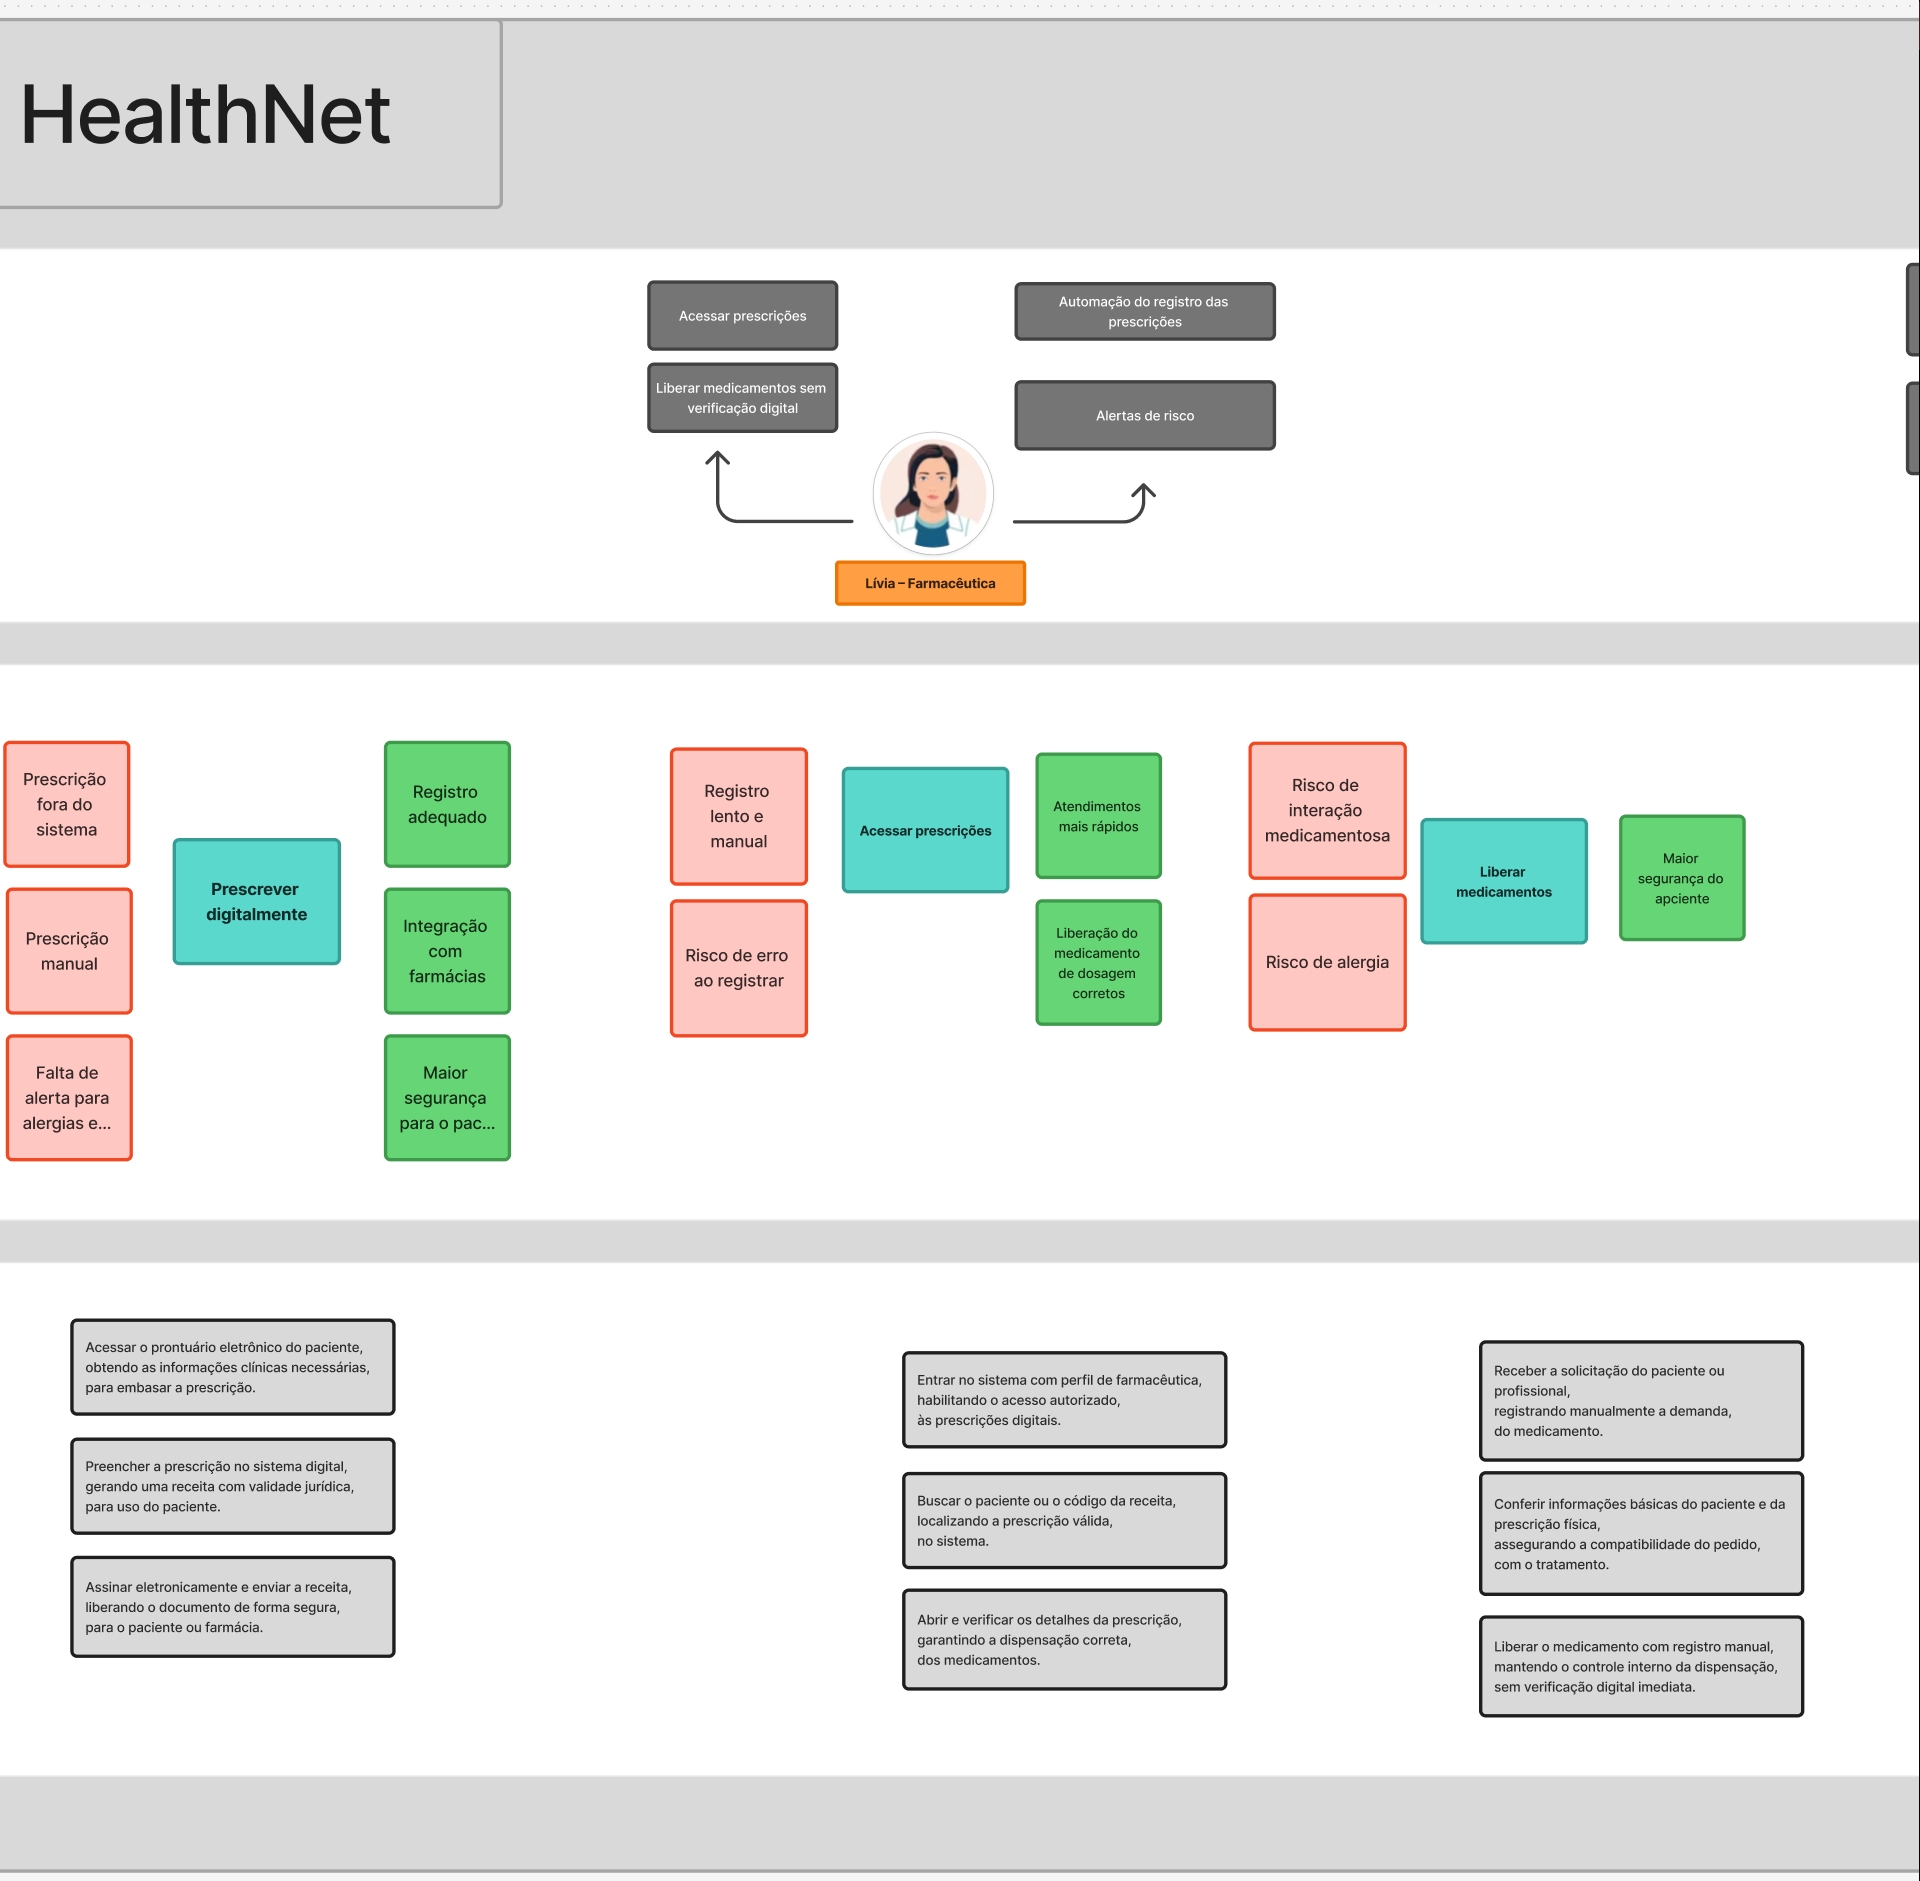 HealthNet
Acessar prescrições
Liberar medicamentos sem
verificação digital
Automação do registro das
prescrições
Alertas de risco
Lívia – Farmacêutica
Prescrição
fora do
sistema
Prescrição
manual
Falta de
alerta para
alergias e...
Prescrever
digitalmente
Registro
adequado
Integração
com
farmácias
Maior
segurança
para o pac...
Registro
lento e
manual
Risco de erro
ao registrar
Acessar prescrições
Atendimentos
mais rápidos
Liberação do
medicamento
de dosagem
corretos
Risco de
interação
medicamentosa
Risco de alergia
Liberar
medicamentos
Maior
segurança do
apciente
Acessar o prontuário eletrônico do paciente,
obtendo as informações clínicas necessárias,
para embasar a prescrição.
Preencher a prescrição no sistema digital,
gerando uma receita com validade jurídica,
para uso do paciente.
Assinar eletronicamente e enviar a receita,
liberando o documento de forma segura,
para o paciente ou farmácia.
Entrar no sistema com perfil de farmacêutica,
habilitando o acesso autorizado,
às prescrições digitais.
Buscar o paciente ou o código da receita,
localizando a prescrição válida,
no sistema.
Abrir e verificar os detalhes da prescrição,
garantindo a dispensação correta,
dos medicamentos.
Receber a solicitação do paciente ou
profissional,
registrando manualmente a demanda,
do medicamento.
Conferir informações básicas do paciente e da
prescrição física,
assegurando a compatibilidade do pedido,
com o tratamento.
Liberar o medicamento com registro manual,
mantendo o controle interno da dispensação,
sem verificação digital imediata.